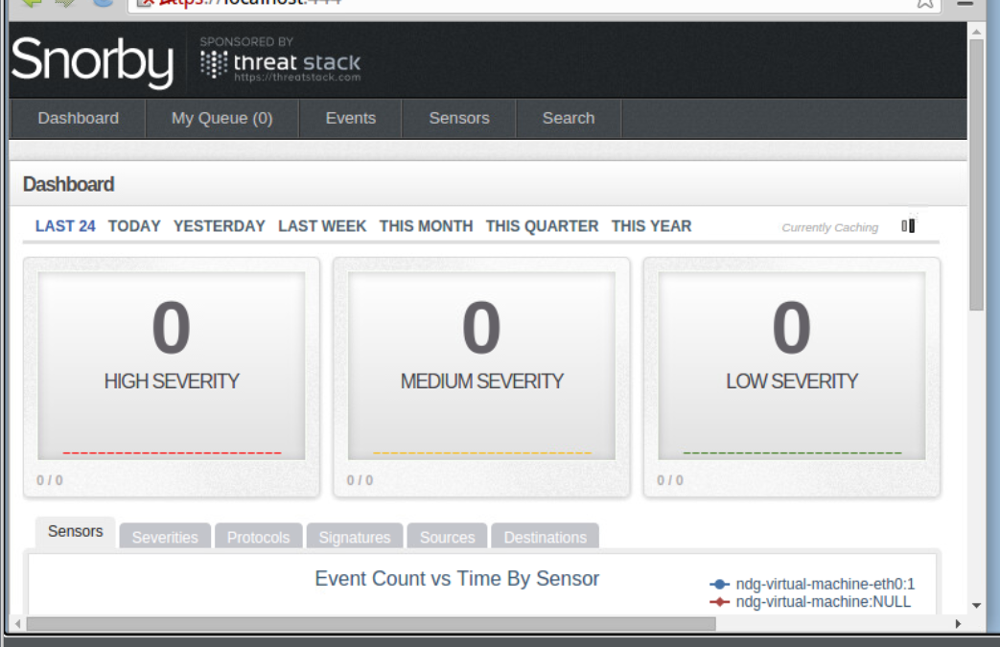 https://localhost:444
Snorby
SPONSORED BY
threat stack
https://threatstack.com
Dashboard My Queue (0) Events Sensors Search
Dashboard
LAST 24 TODAY YESTERDAY LAST WEEK THIS MONTH THIS QUARTER THIS YEAR Currently Caching
0 0 0
HIGH SEVERITY MEDIUM SEVERITY LOW SEVERITY
0 / 0 0 / 0 0 / 0
Sensors Severities Protocols Signatures Sources Destinations
Event Count vs Time By Sensor
ndg-virtual-machine-eth0:1
ndg-virtual-machine:NULL